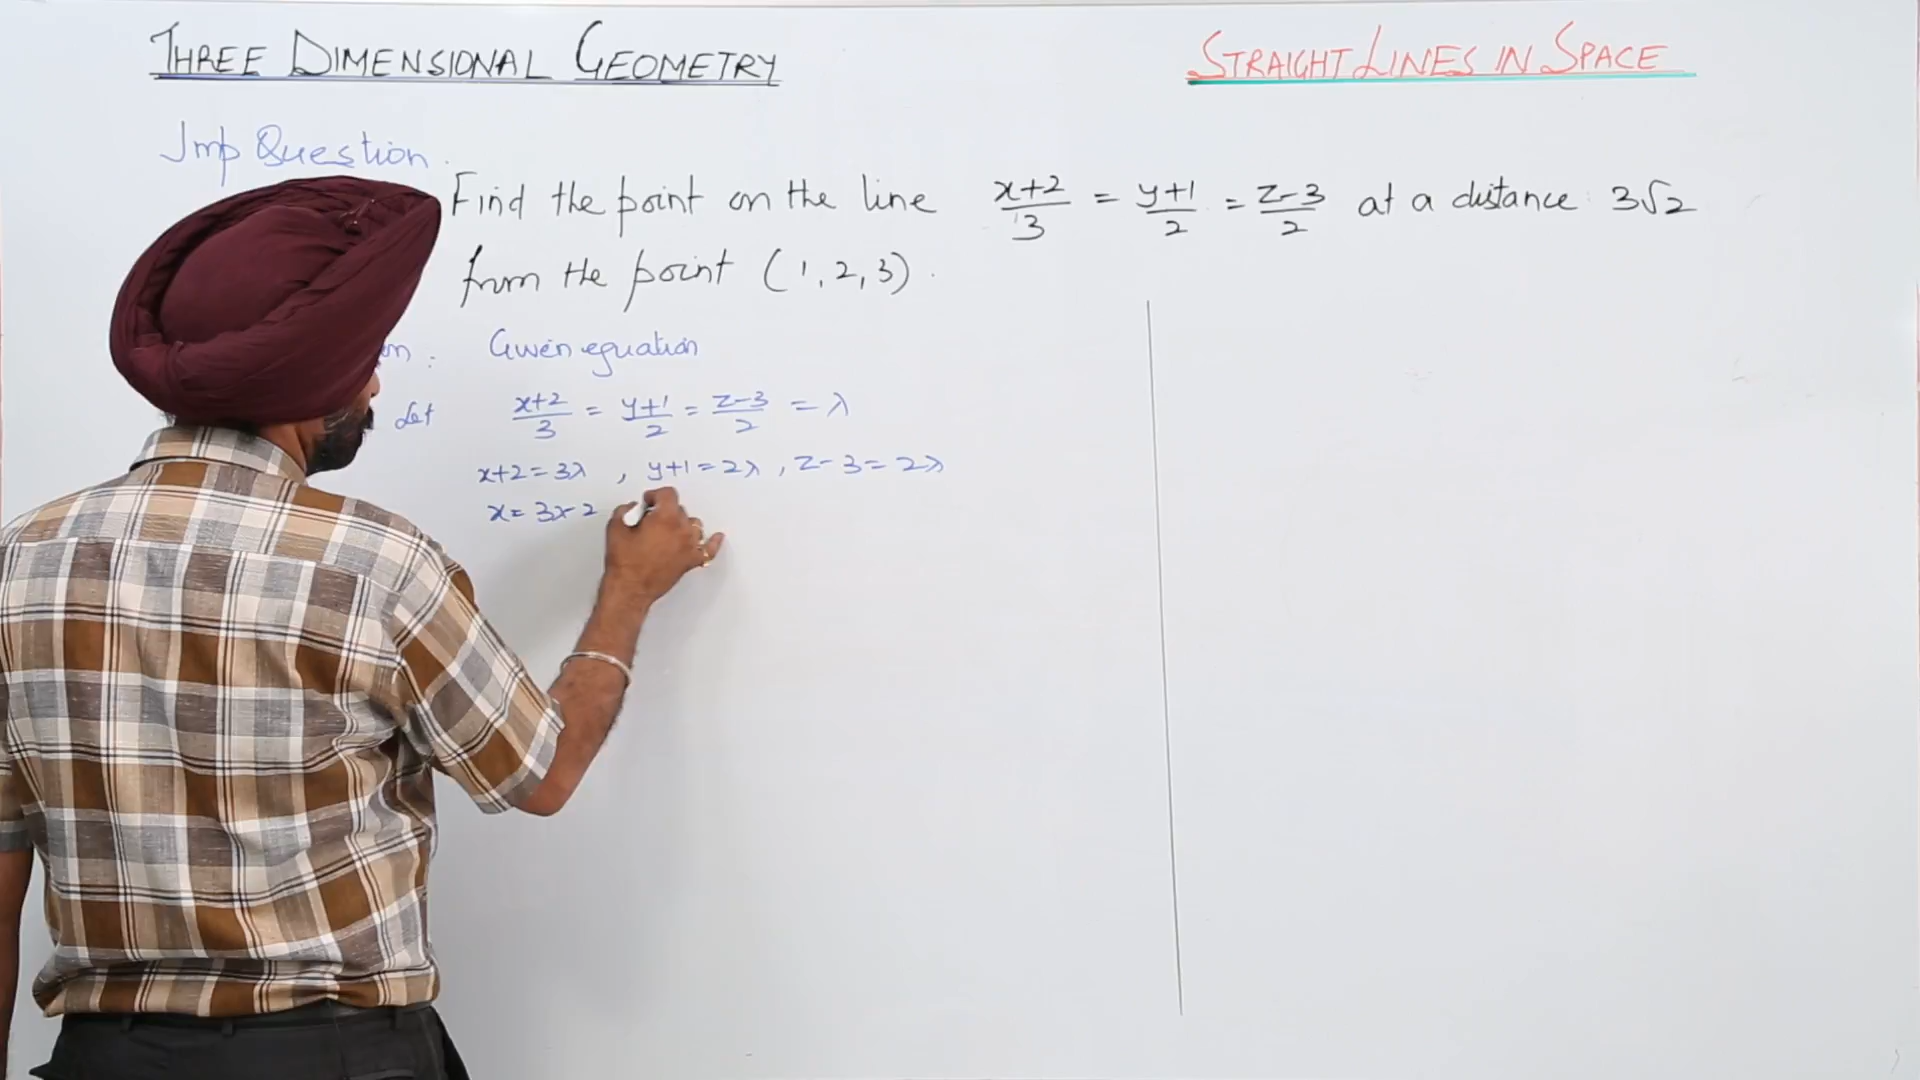 THREE DIMENSIONAL GEOMETRY
STRAIGHT LINES IN SPACE
Imp Question.
Find the point on the line (x+2)/3 = (y+1)/2 = (z-3)/2 at a distance 3√2
from the point (1, 2, 3).
Given equation
Let (x+2)/3 = (y+1)/2 = (z-3)/2 = λ
x+2=3λ, y+1=2λ, z-3=2λ
x=3λ-2